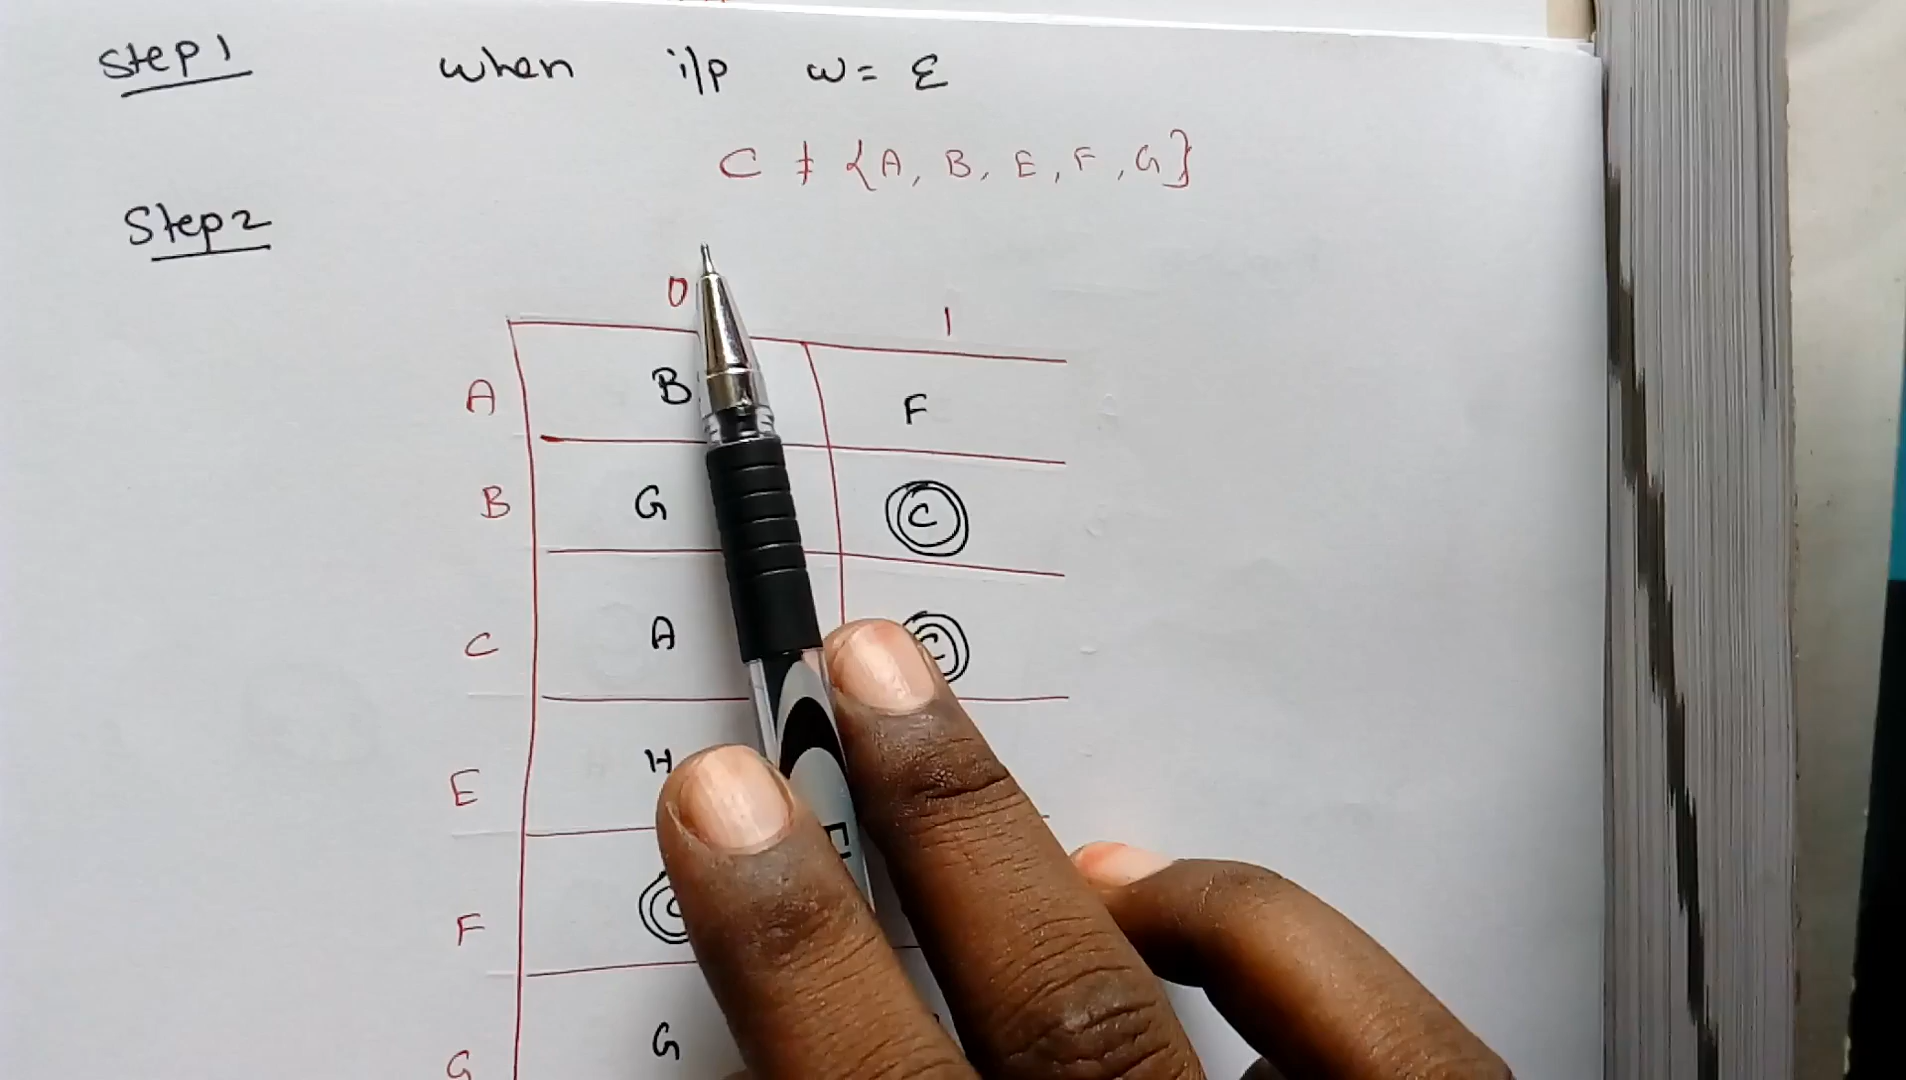 Step 1 when i/p ω = ε
C ≠ {A, B, E, F, G}
Step 2
0 1
A B F
B G C
C A C
E H
F C
G G